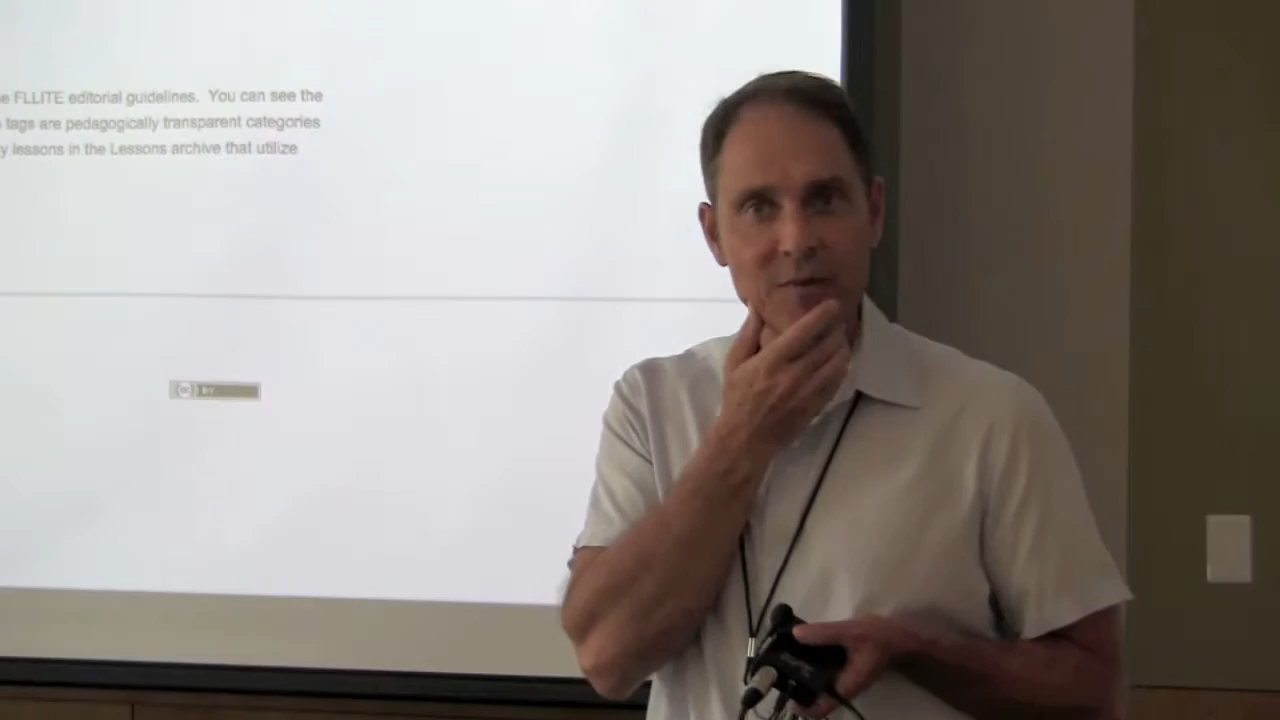 e FLLITE editorial guidelines. You can see the
tags are pedagogically transparent categories
y lessons in the Lessons archive that utilize
BY